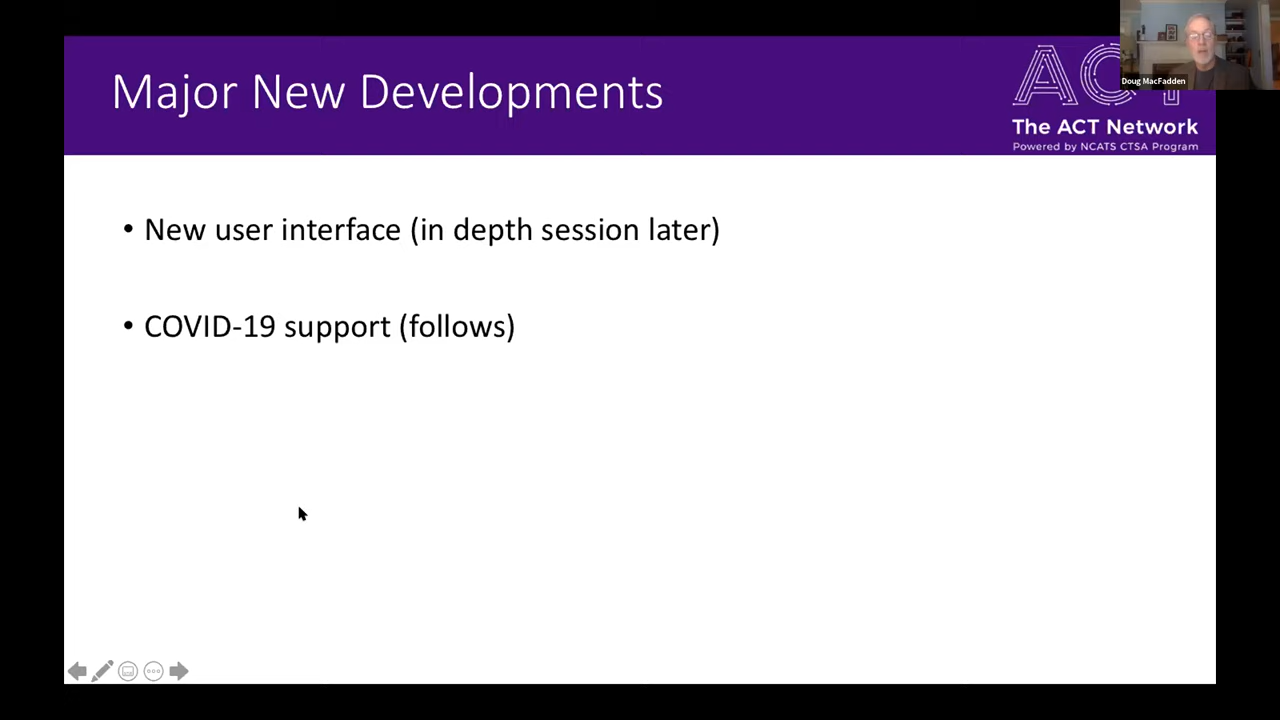 Major New Developments
ACT
The ACT Network
Powered by NCATS CTSA Program
Doug MacFadden
• New user interface (in depth session later)
• COVID-19 support (follows)